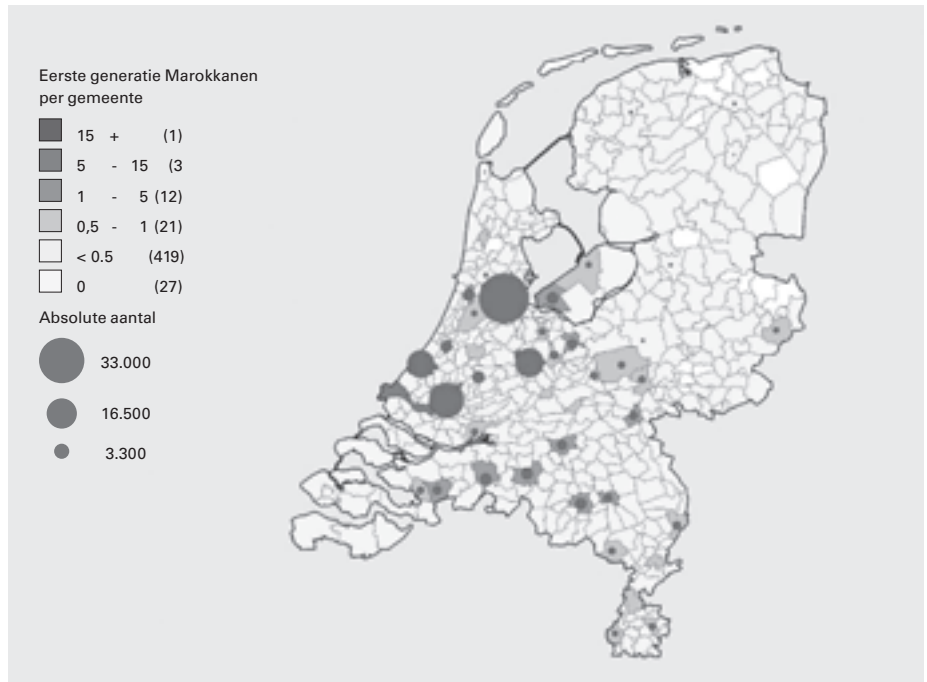 Eerste generatie Marokkanen
per gemeente
15 + (1)
5 - 15 (3
1 - 5 (12)
0,5 - 1 (21)
< 0.5 (419)
0 (27)
Absolute aantal
33.000
16.500
3.300